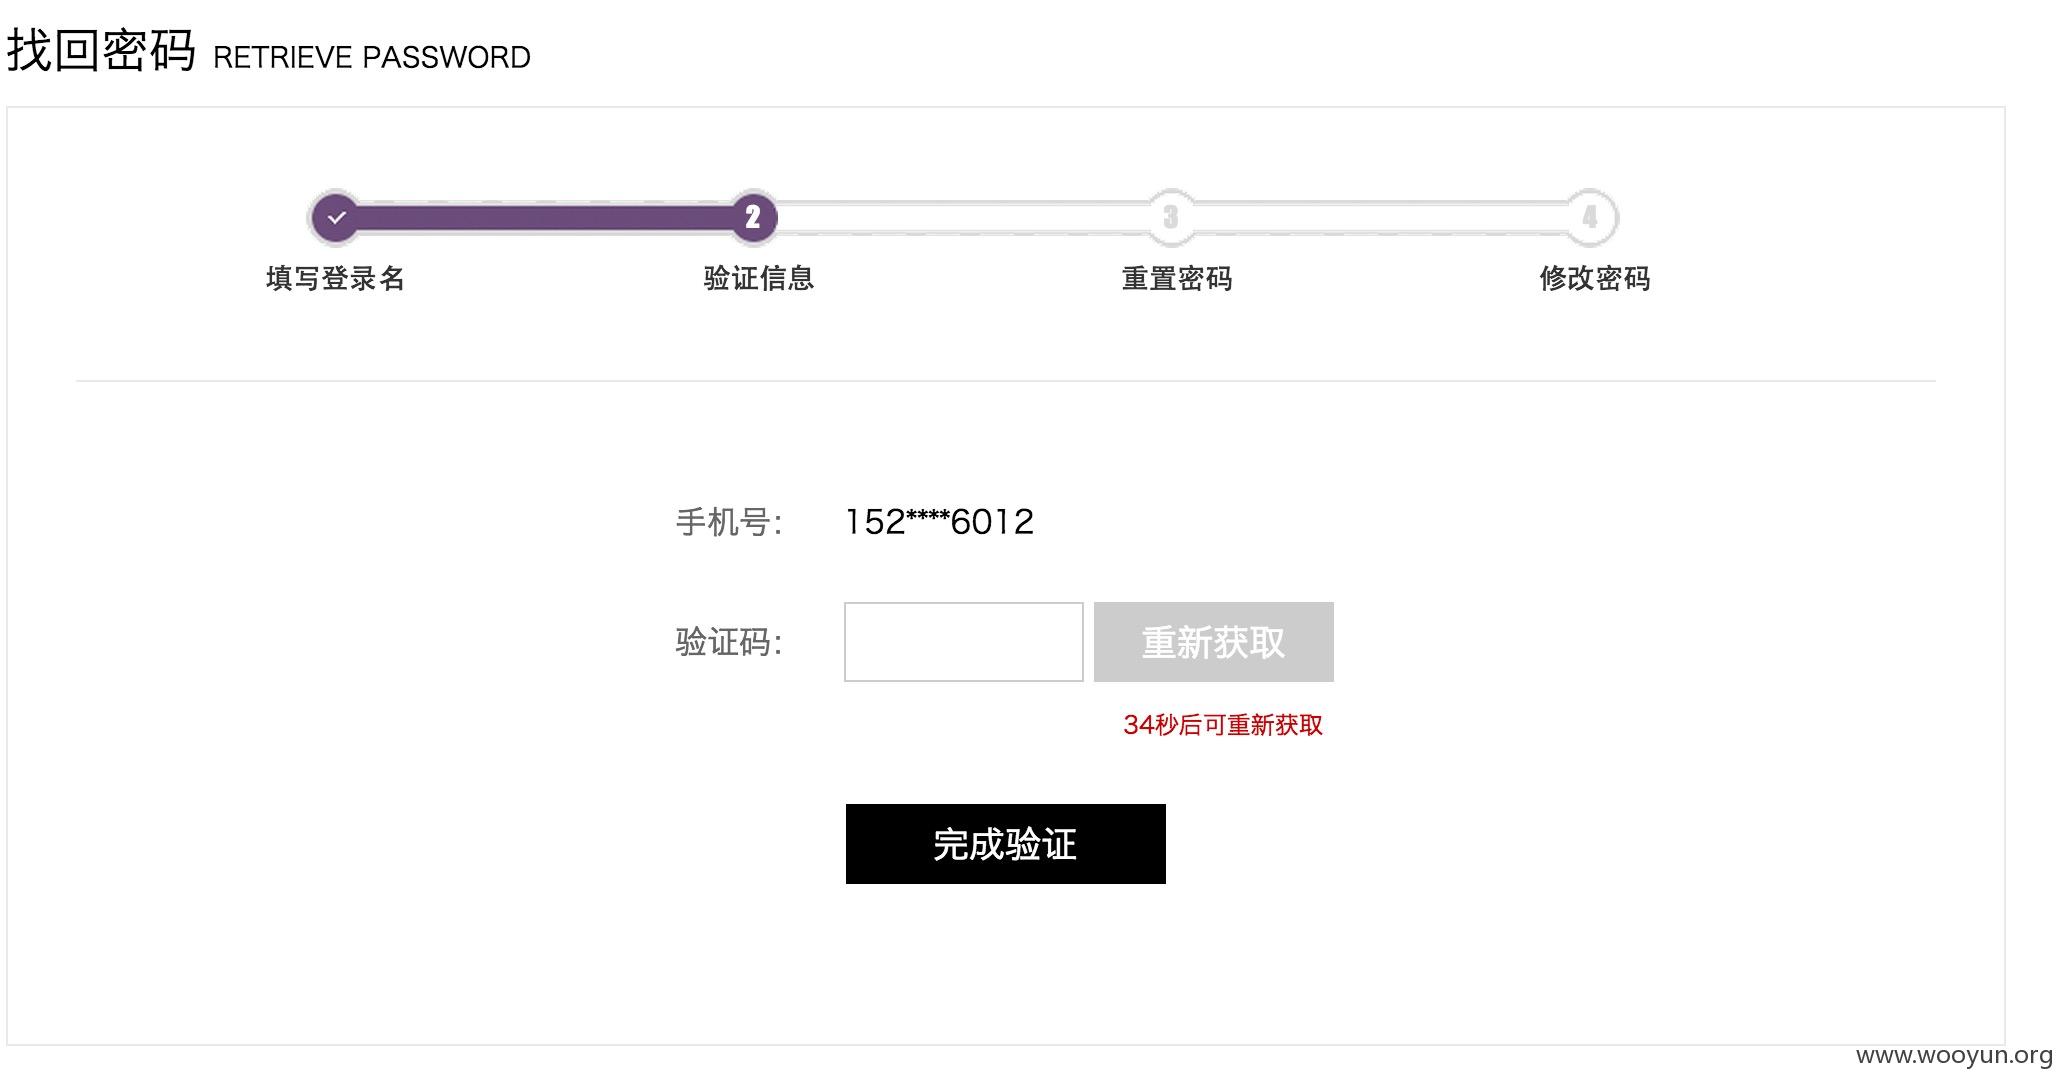 找回密码 RETRIEVE PASSWORD
2 3 4
填写登录名 验证信息 重置密码 修改密码
手机号： 152****6012
验证码： 重新获取
34秒后可重新获取
完成验证
www.wooyun.org